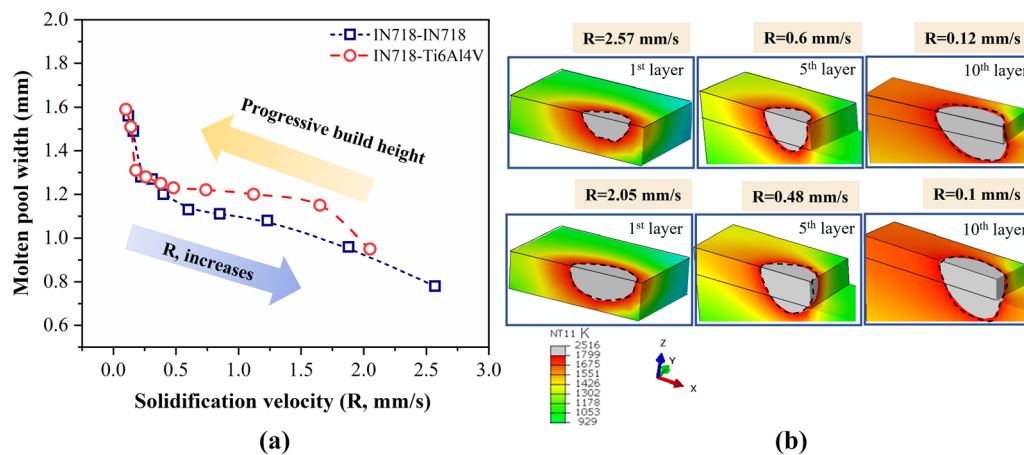 2.0
1.8
1.6
1.4
1.2
1.0
0.8
0.6
Molten pool width (mm)
IN718-IN718
IN718-Ti6Al4V
Progressive build height
R, increases
0.0 0.5 1.0 1.5 2.0 2.5 3.0
Solidification velocity (R, mm/s)
(a)
R=2.57 mm/s R=0.6 mm/s R=0.12 mm/s
1st layer 5th layer 10th layer
R=2.05 mm/s R=0.48 mm/s R=0.1 mm/s
1st layer 5th layer 10th layer
NT11 K
2516
1799
1675
1551
1426
1302
1178
1053
929
Z
Y
X
(b)